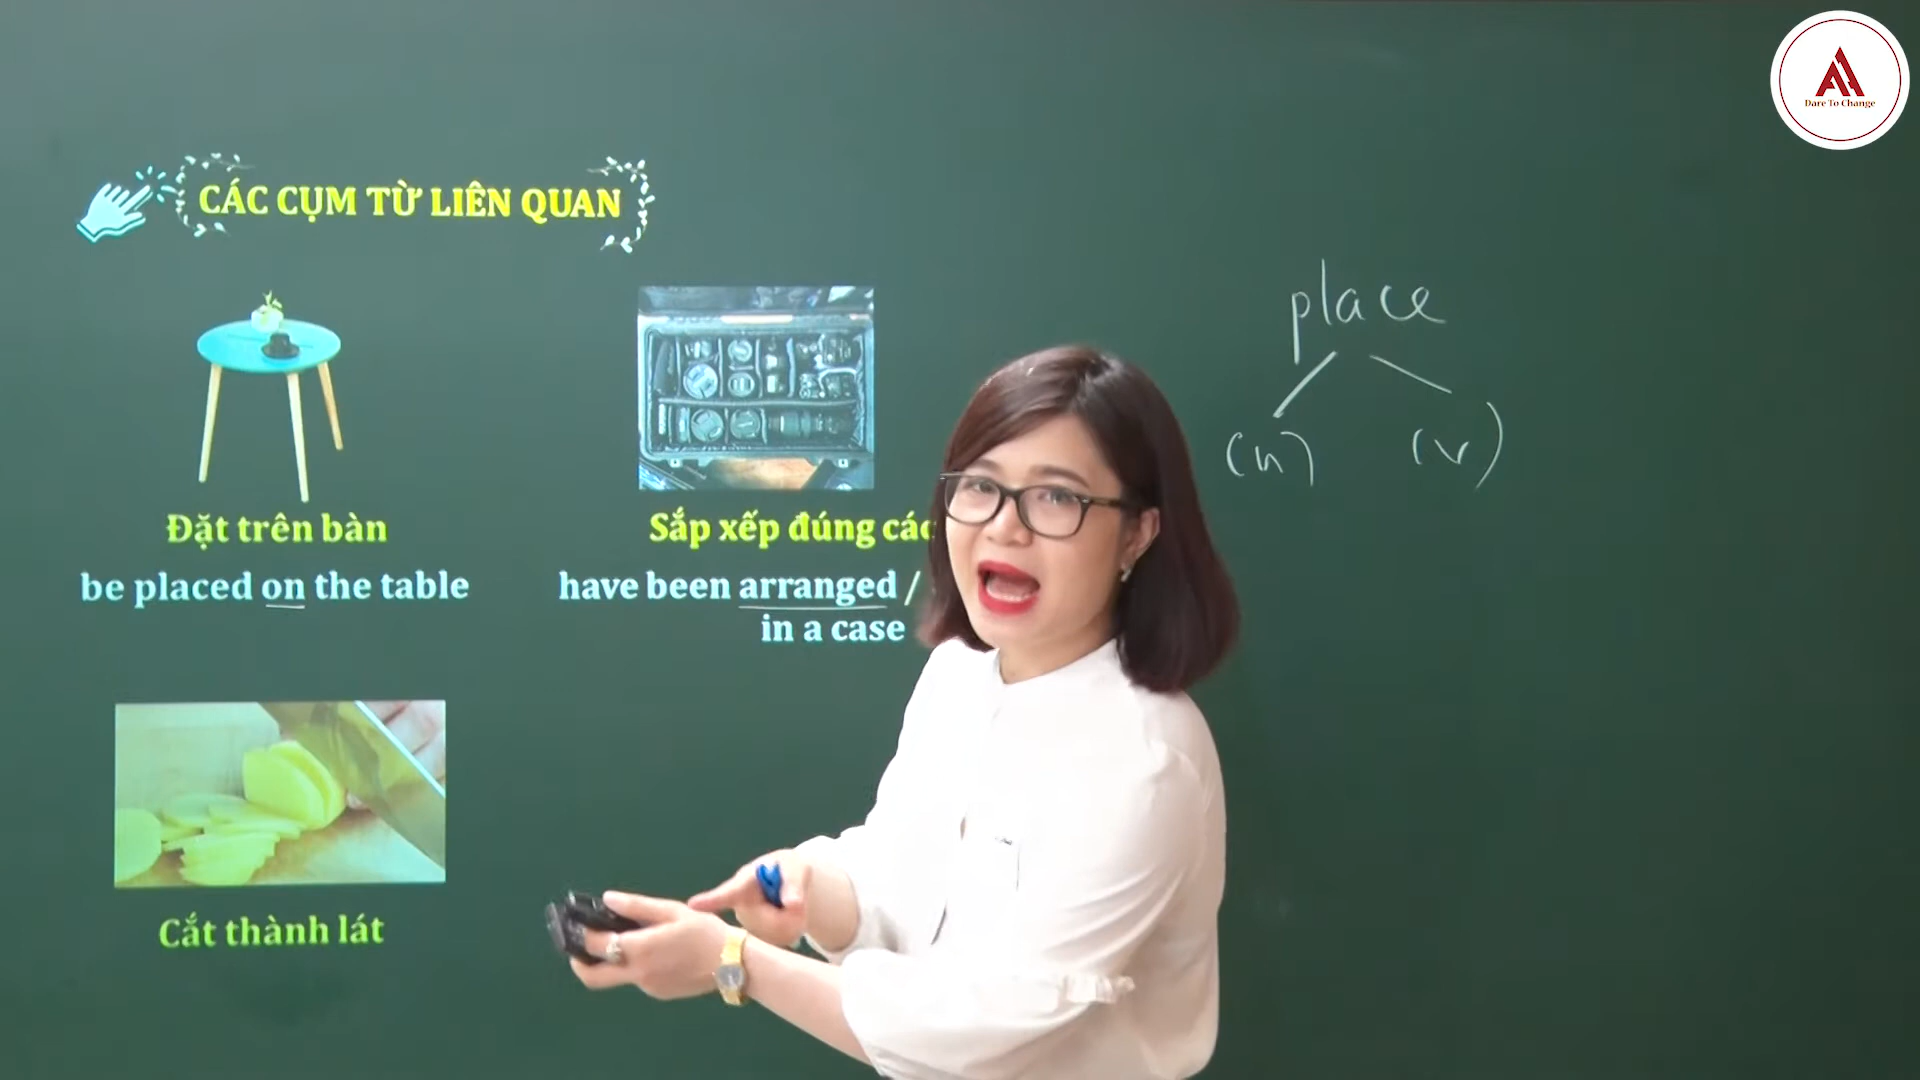 Dare To Change
CÁC CỤM TỪ LIÊN QUAN
place
(n) (v)
Đặt trên bàn
be placed on the table
Sắp xếp đúng
have been arranged /
in a case
Cắt thành lát